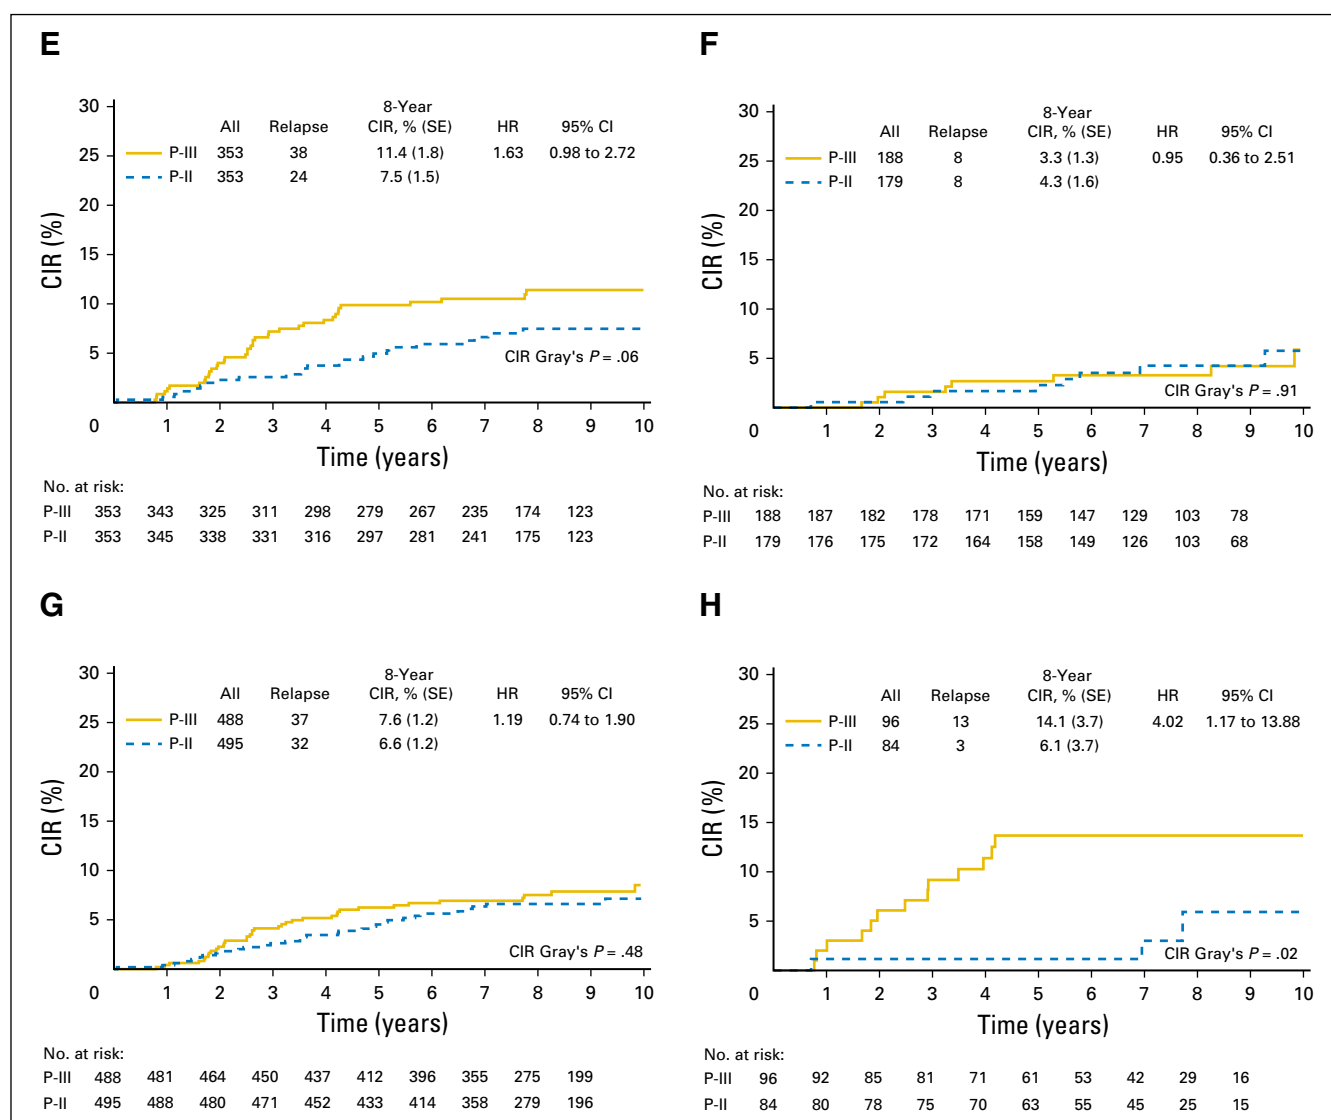 E
8-Year
All Relapse CIR, % (SE) HR 95% CI
P-III 353 38 11.4 (1.8) 1.63 0.98 to 2.72
P-II 353 24 7.5 (1.5)
30
25
20
15
10
5
CIR (%)
CIR Gray's P = .06
0 1 2 3 4 5 6 7 8 9 10
Time (years)
No. at risk:
P-III 353 343 325 311 298 279 267 235 174 123
P-II 353 345 338 331 316 297 281 241 175 123
F
8-Year
All Relapse CIR, % (SE) HR 95% CI
P-III 188 8 3.3 (1.3) 0.95 0.36 to 2.51
P-II 179 8 4.3 (1.6)
30
25
20
15
10
5
CIR (%)
CIR Gray's P = .91
0 1 2 3 4 5 6 7 8 9 10
Time (years)
No. at risk:
P-III 188 187 182 178 171 159 147 129 103 78
P-II 179 176 175 172 164 158 149 126 103 68
G
8-Year
All Relapse CIR, % (SE) HR 95% CI
P-III 488 37 7.6 (1.2) 1.19 0.74 to 1.90
P-II 495 32 6.6 (1.2)
30
25
20
15
10
5
CIR (%)
CIR Gray's P = .48
0 1 2 3 4 5 6 7 8 9 10
Time (years)
No. at risk:
P-III 488 481 464 450 437 412 396 355 275 199
P-II 495 488 480 471 452 433 414 358 279 196
H
8-Year
All Relapse CIR, % (SE) HR 95% CI
P-III 96 13 14.1 (3.7) 4.02 1.17 to 13.88
P-II 84 3 6.1 (3.7)
30
25
20
15
10
5
CIR (%)
CIR Gray's P = .02
0 1 2 3 4 5 6 7 8 9 10
Time (years)
No. at risk:
P-III 96 92 85 81 71 61 53 42 29 16
P-II 84 80 78 75 70 63 55 45 25 15